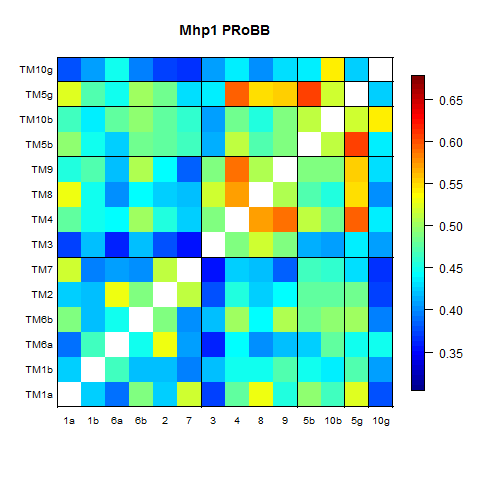 Mhp1 PRoBB
TM10g
TM5g
TM10b
TM5b
TM9
TM8
TM4
TM3
TM7
TM2
TM6b
TM6a
TM1b
TM1a
1a 1b 6a 6b 2 7 3 4 8 9 5b 10b 5g 10g
0.65
0.60
0.55
0.50
0.45
0.40
0.35